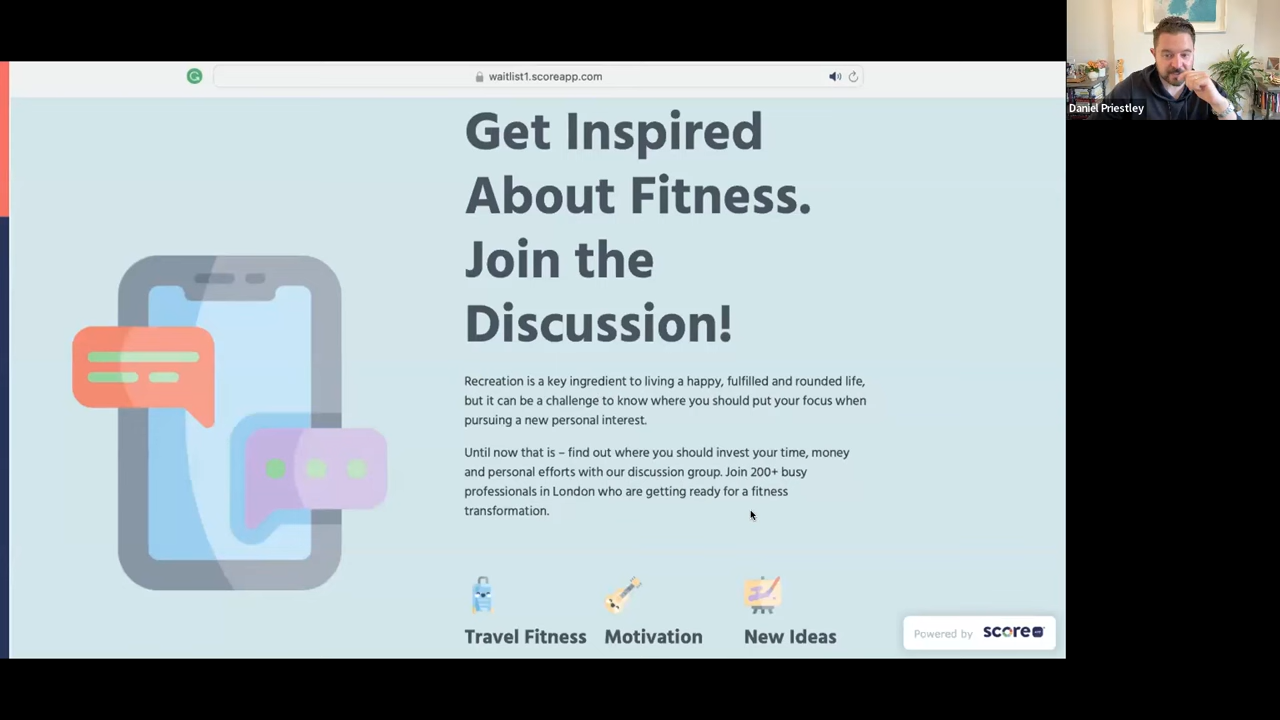 waitlist1.scoreapp.com
Daniel Priestley
Get Inspired
About Fitness.
Join the
Discussion!
Recreation is a key ingredient to living a happy, fulfilled and rounded life,
but it can be a challenge to know where you should put your focus when
pursuing a new personal interest.
Until now that is – find out where you should invest your time, money
and personal efforts with our discussion group. Join 200+ busy
professionals in London who are getting ready for a fitness
transformation.
Travel Fitness
Motivation
New Ideas
Powered by score